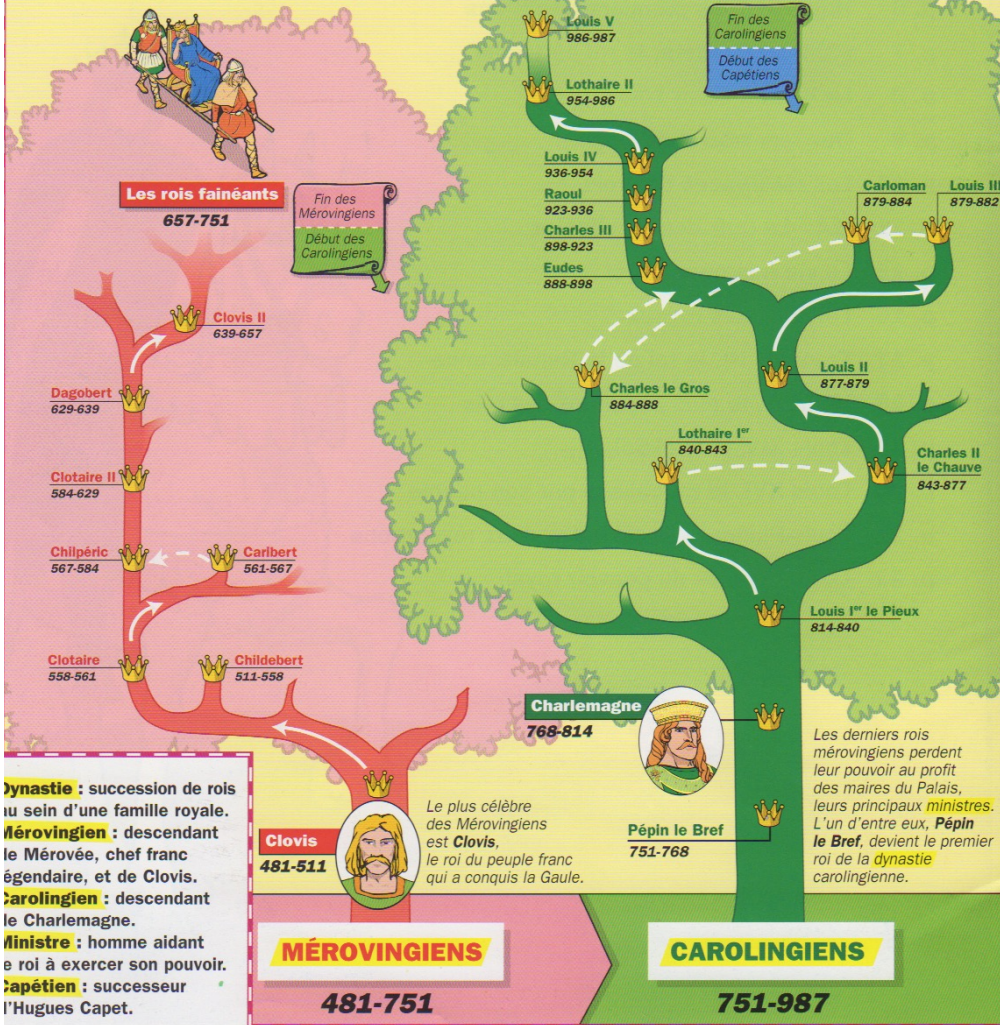 Les rois fainéants
657-751
Fin des
Mérovingiens
Début des
Carolingiens
Clovis II
639-657
Dagobert
629-639
Clotaire II
584-629
Chilpéric
567-584
Caribert
561-567
Clotaire
558-561
Childebert
511-558
Clovis
481-511
Le plus célèbre
des Mérovingiens
est Clovis,
le roi du peuple franc
qui a conquis la Gaule.
Dynastie : succession de rois
au sein d'une famille royale.
Mérovingien : descendant
de Mérovée, chef franc
légendaire, et de Clovis.
Carolingien : descendant
de Charlemagne.
Ministre : homme aidant
le roi à exercer son pouvoir.
Capétien : successeur
d'Hugues Capet.
MÉROVINGIENS
481-751
Louis V
986-987
Fin des
Carolingiens
Début des
Capétiens
Lothaire II
954-986
Louis IV
936-954
Raoul
923-936
Charles III
898-923
Eudes
888-898
Carloman
879-884
Louis III
879-882
Charles le Gros
884-888
Louis II
877-879
Lothaire Ier
840-843
Charles II
le Chauve
843-877
Louis Ier le Pieux
814-840
Charlemagne
768-814
Pépin le Bref
751-768
Les derniers rois
mérovingiens perdent
leur pouvoir au profit
des maires du Palais,
leurs principaux ministres.
L'un d'entre eux, Pépin
le Bref, devient le premier
roi de la dynastie
carolingienne.
CAROLINGIENS
751-987